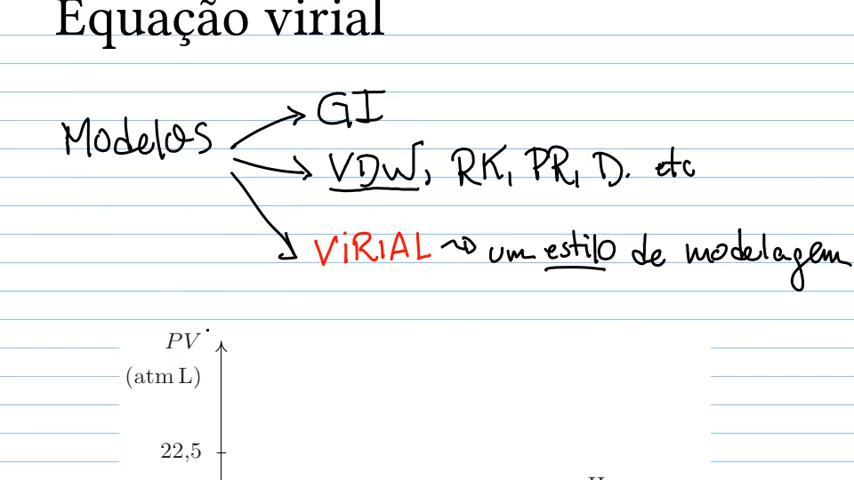 Equação virial
Modelos
GI
VDW, RK, PR, D. etc
VIRIAL ~> um estilo de modelagem
PV
(atm L)
22,5